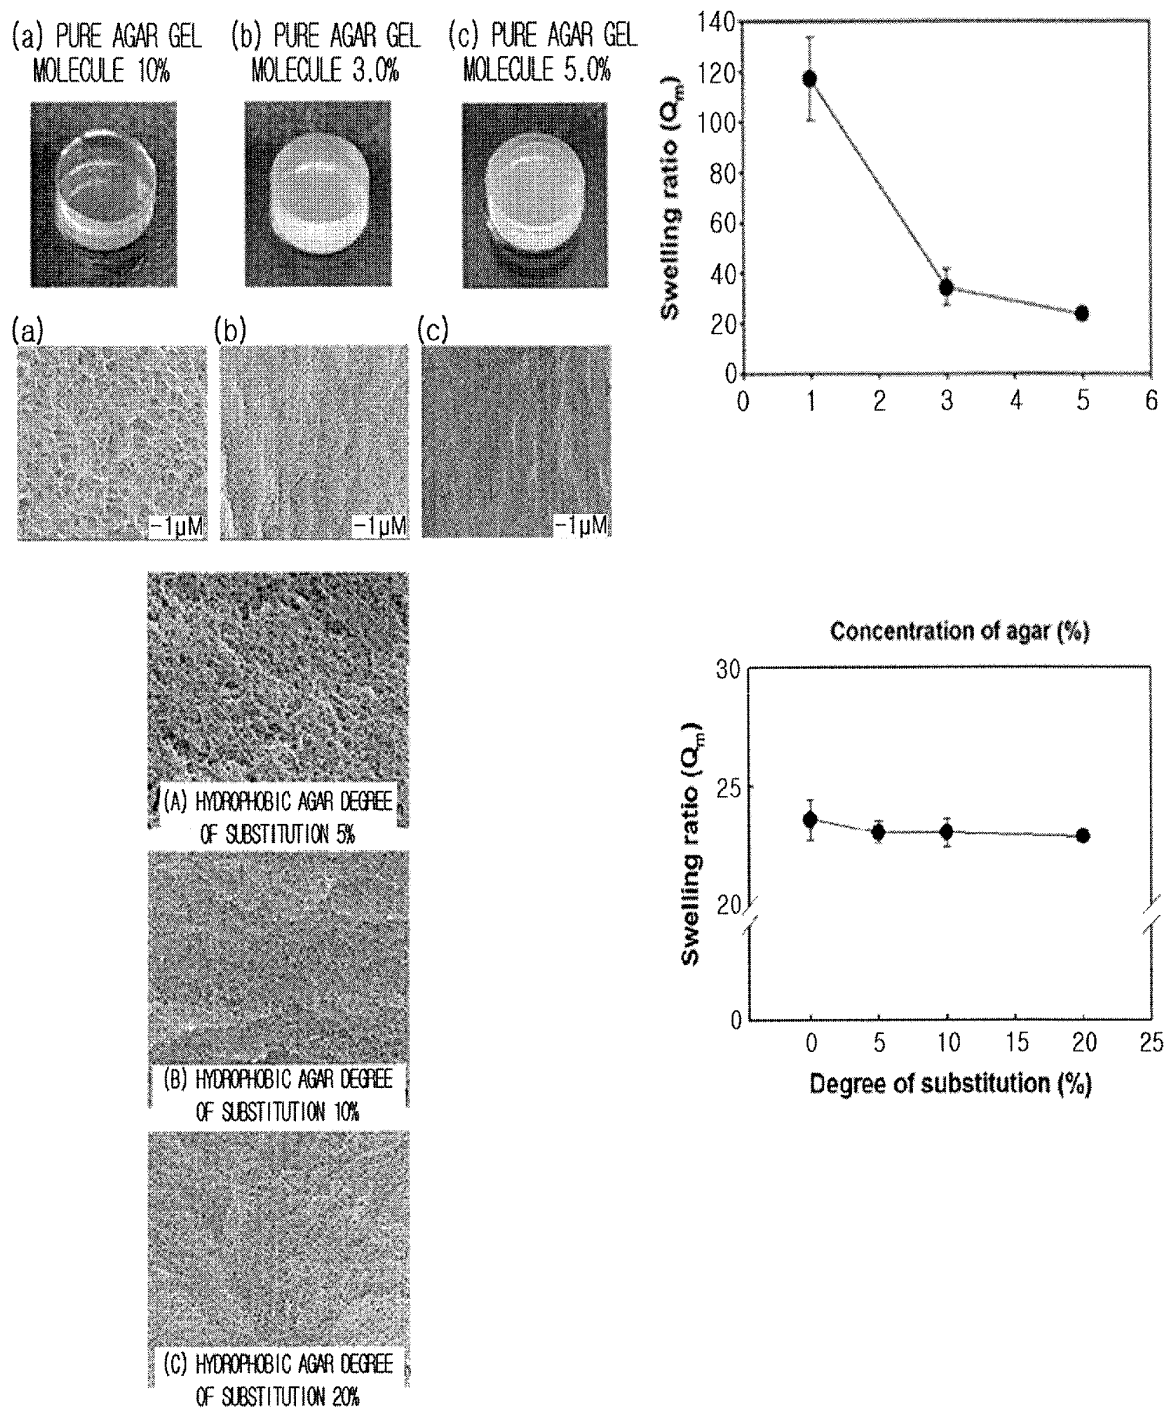 (a) PURE AGAR GEL
MOLECULE 10%
(b) PURE AGAR GEL
MOLECULE 3.0%
(c) PURE AGAR GEL
MOLECULE 5.0%
(a)
(b)
(c)
-1µM
-1µM
-1µM
(A) HYDROPHOBIC AGAR DEGREE
OF SUBSTITUTION 5%
(B) HYDROPHOBIC AGAR DEGREE
OF SUBSTITUTION 10%
(C) HYDROPHOBIC AGAR DEGREE
OF SUBSTITUTION 20%
Swelling ratio (Qm)
140
120
100
80
60
40
20
0
0 1 2 3 4 5 6
Concentration of agar (%)
Swelling ratio (Qm)
30
25
20
0
0 5 10 15 20 25
Degree of substitution (%)